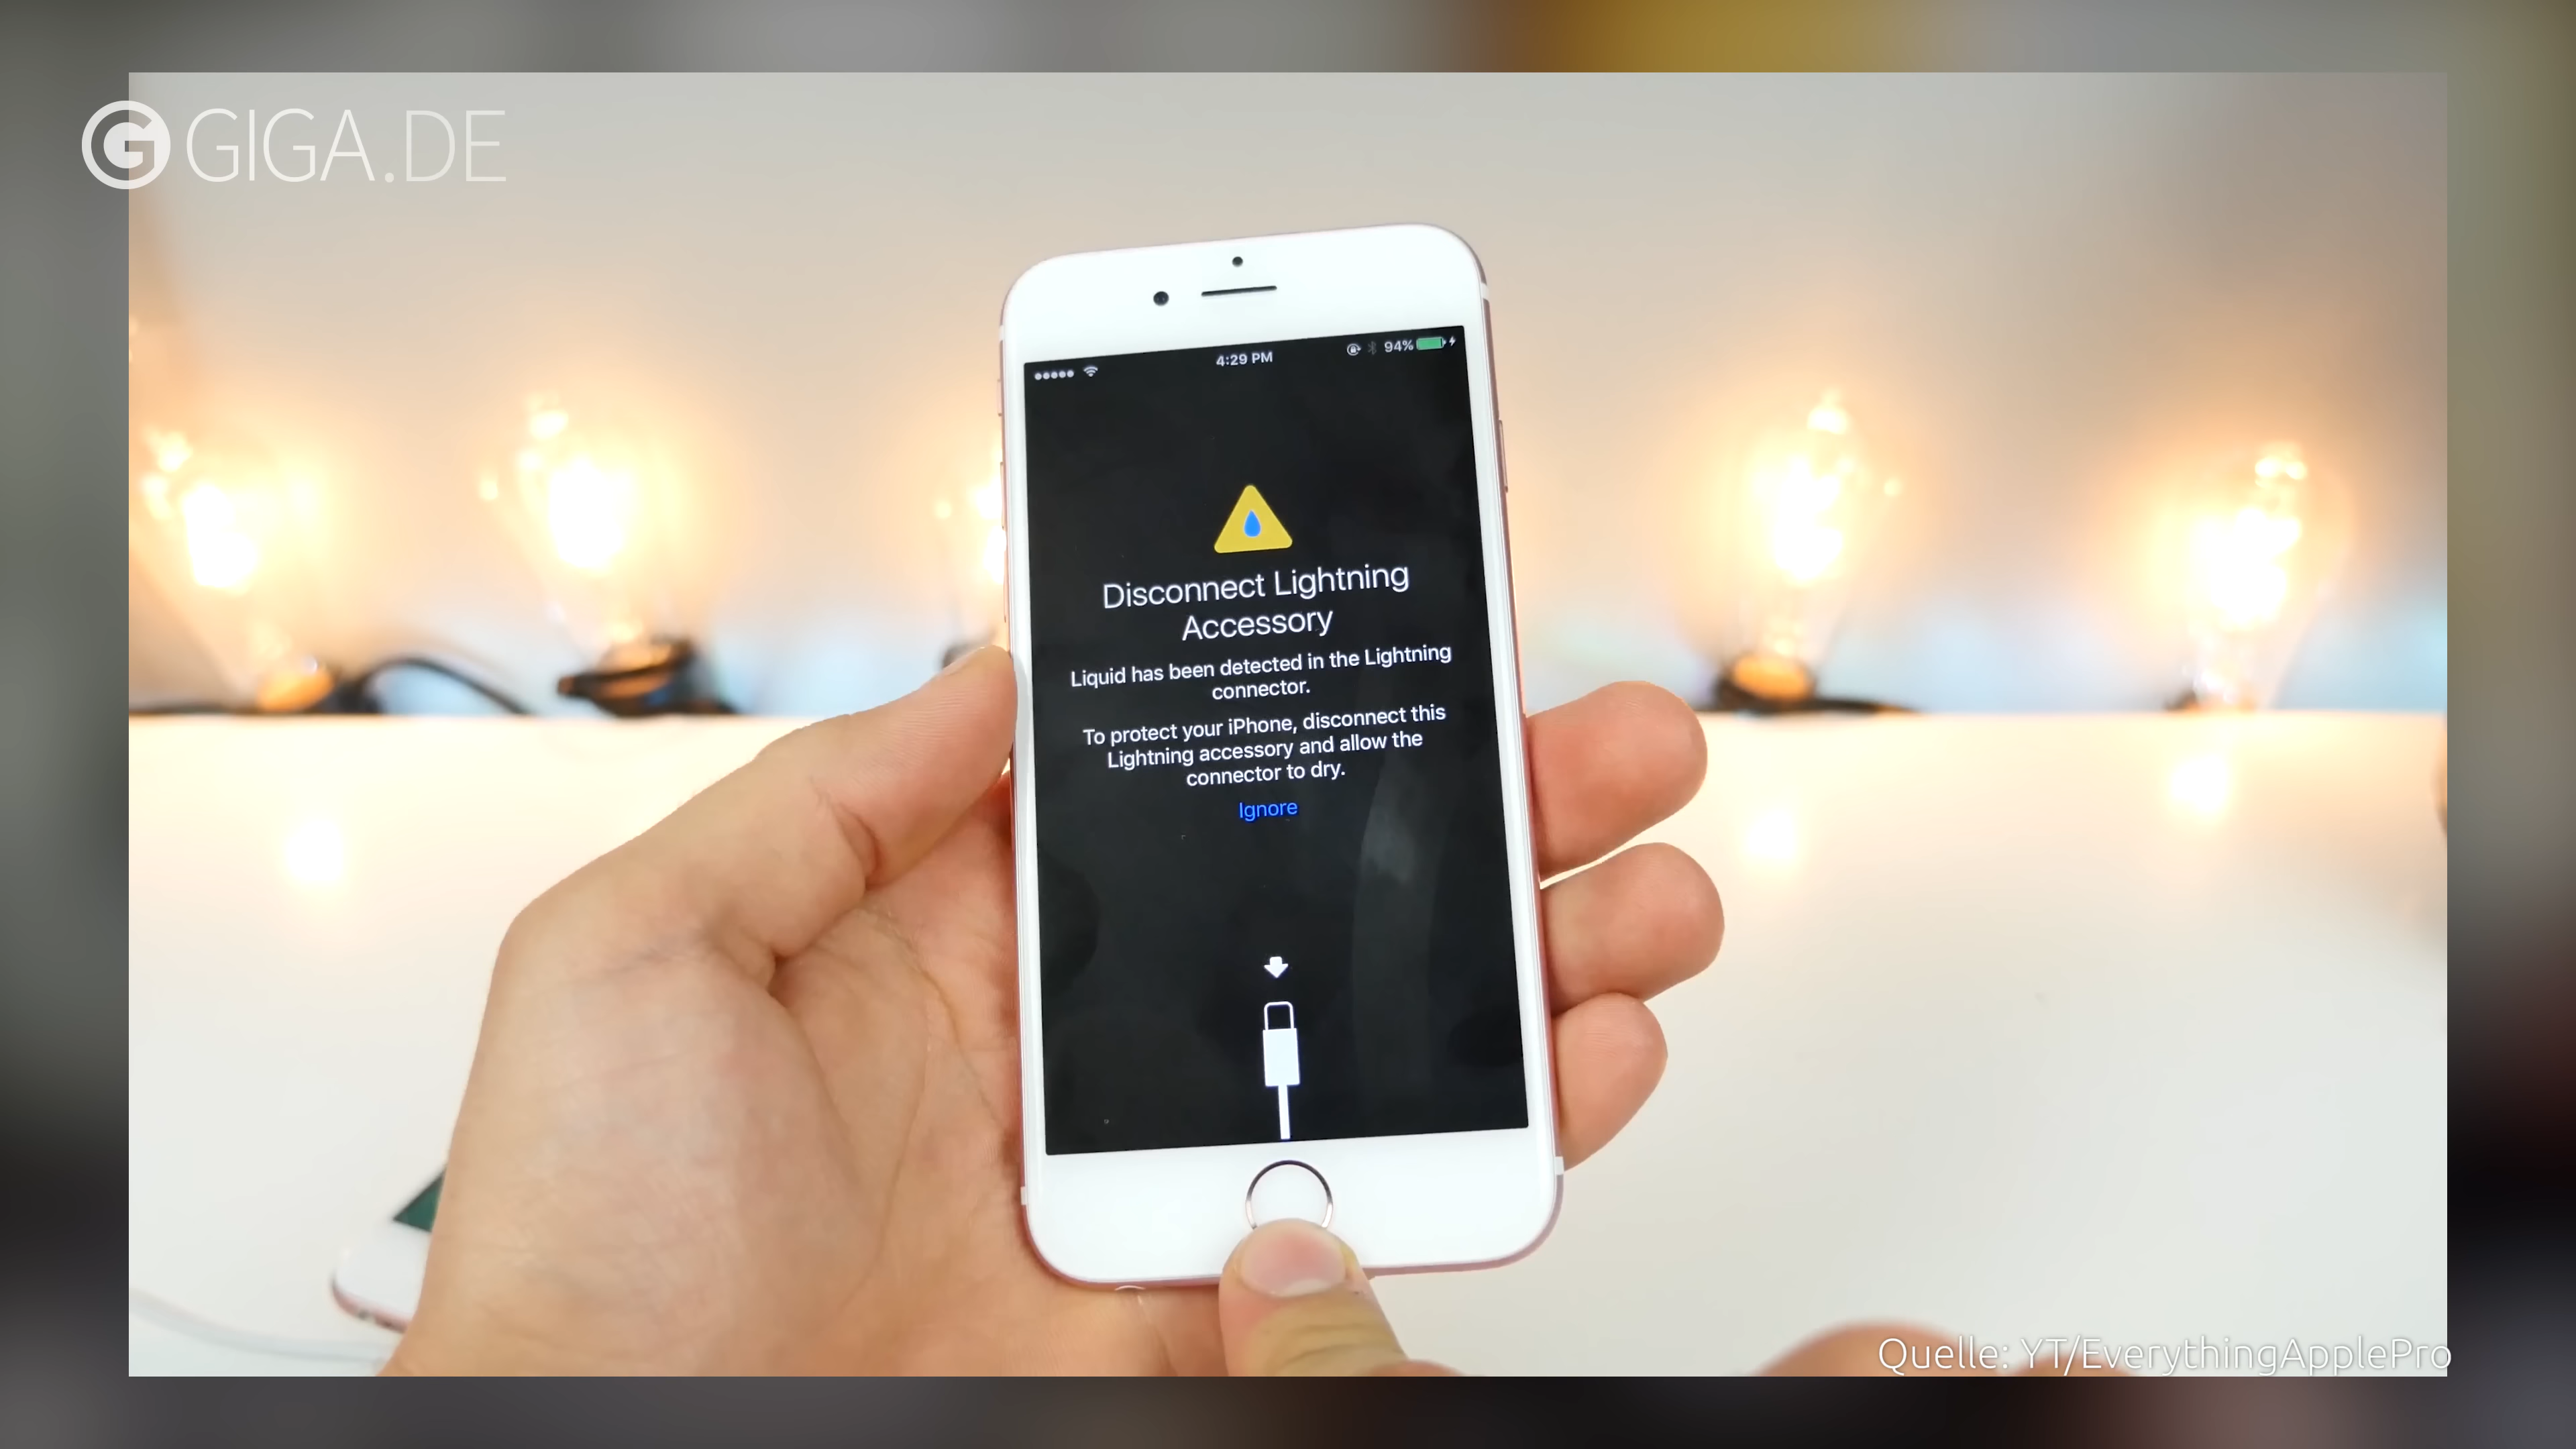 GIGA.DE
4:29 PM
94%
Disconnect Lightning
Accessory
Liquid has been detected in the Lightning
connector.
To protect your iPhone, disconnect this
Lightning accessory and allow the
connector to dry.
Ignore
Quelle: YT/EverythingApplePro